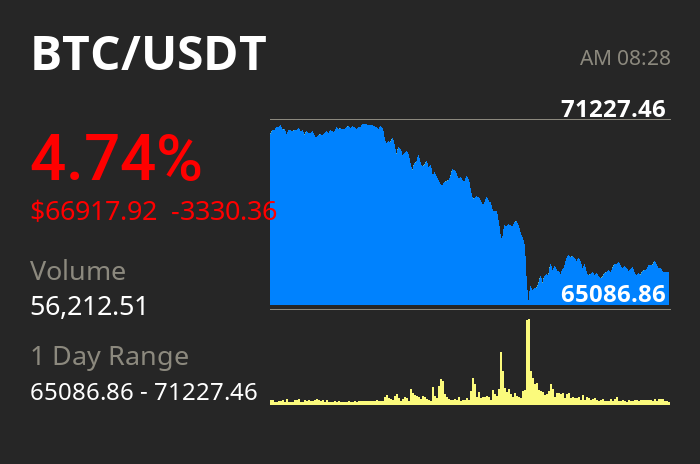 BTC/USDT
AM 08:28
71227.46
4.74%
$66917.92 -3330.36
Volume
56,212.51
65086.86
1 Day Range
65086.86 - 71227.46